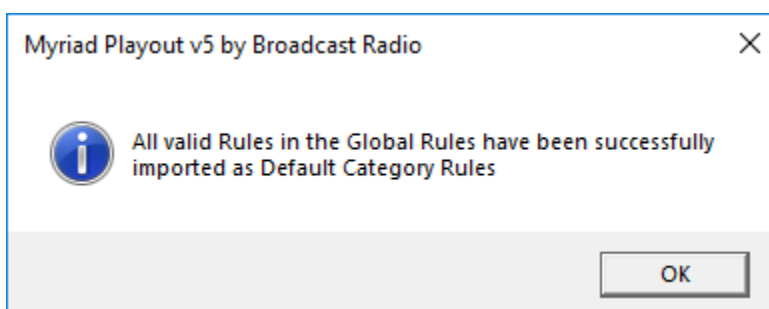 Myriad Playout v5 by Broadcast Radio
All valid Rules in the Global Rules have been successfully
imported as Default Category Rules
OK